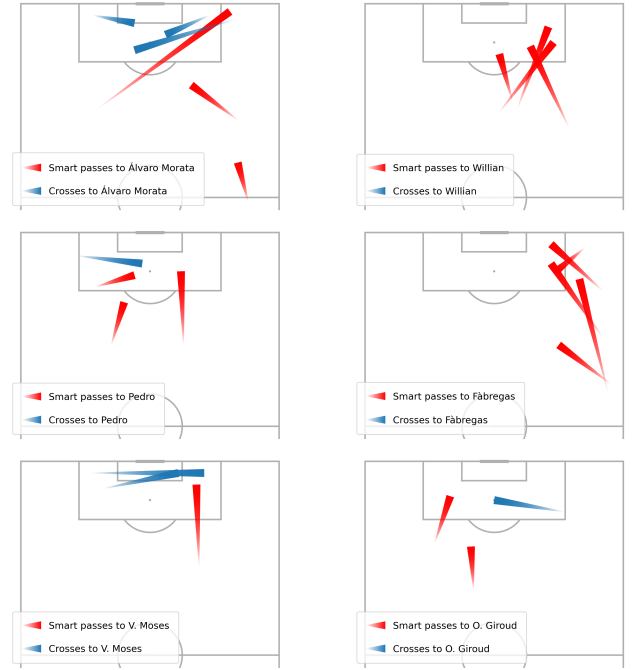 Smart passes to Álvaro Morata
Crosses to Álvaro Morata
Smart passes to Willian
Crosses to Willian
Smart passes to Pedro
Crosses to Pedro
Smart passes to Fàbregas
Crosses to Fàbregas
Smart passes to V. Moses
Crosses to V. Moses
Smart passes to O. Giroud
Crosses to O. Giroud